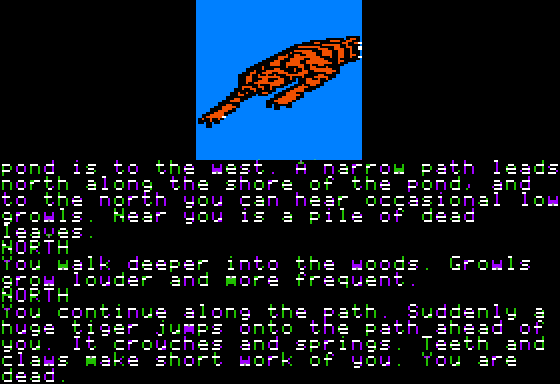 pond is to the west. A narrow path leads
north along the shore of the pond, and
to the north you can hear occasional low
growls. Near you is a pile of dead
leaves.
NORTH
You walk deeper into the woods. Growls
grow louder and more frequent.
NORTH
You continue along the path. Suddenly a
huge tiger jumps onto the path ahead of
you. It crouches and springs. Teeth and
claws make short work of you. You are
dead.